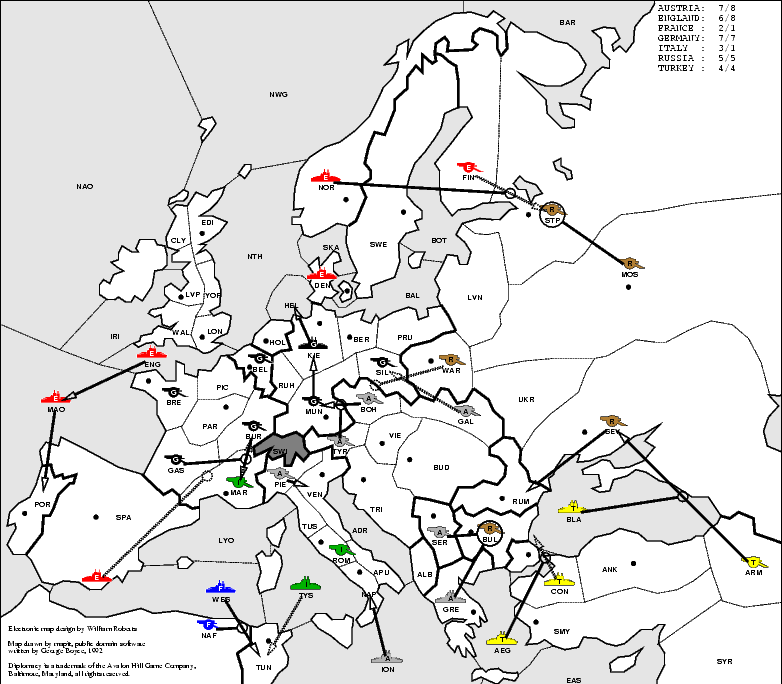 AUSTRIA: 7/8
ENGLAND: 6/8
FRANCE : 2/1
GERMANY: 7/7
ITALY : 3/1
RUSSIA : 5/5
TURKEY : 4/4
BAR
NWG
NAO
E
FIN
E
NOR
R
STP
EDI
CLY
SWE
BOT
SKA
NTH
R
MOS
E
DEN
LVP
YOR
HEL
BAL
LVN
IRI
WAL
LON
HOL
G
KIE
BER
PRU
E
ENG
G
BEL
G
SIL
R
WAR
PIC
RUH
E
MAO
G
BRE
G
MUN
A
BOH
A
GAL
UKR
PAR
G
BUR
R
SEV
A
TYR
VIE
SWI
BUD
G
GAS
A
PIE
G
MAR
VEN
POR
SPA
TRI
RUM
T
BLA
TUS
ADR
A
SER
R
BUL
LYO
I
ROM
APU
ALB
T
ARM
ANK
E
F
WES
I
TYS
NAP
T
CON
A
GRE
F
NAF
Electronic map design by William Roberts
SMY
T
AEG
Map drawn by mapit, public domain software
written by George Boyce, 1992
A
ION
SYR
TUN
Diplomacy is a trademark of the Avalon Hill Game Company,
Baltimore, Maryland, all rights reserved.
EAS